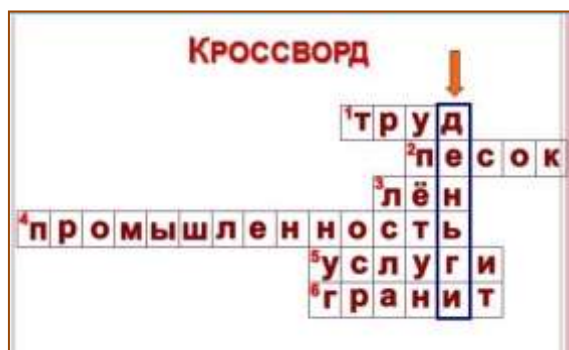 КРОССВОРД
1труд
2песок
3лён
4промышленность
5услуги
6гранит